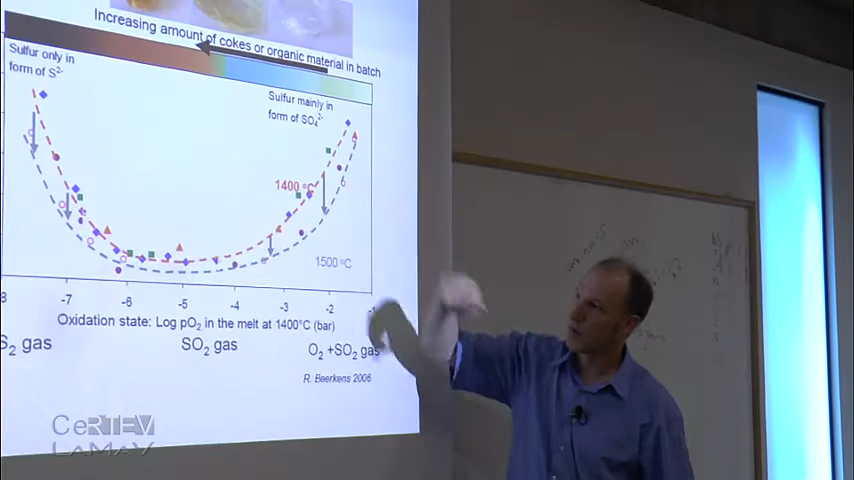 Increasing amount of cokes or organic material in batch
Sulfur only in
form of S²⁻
Sulfur mainly in
form of SO₄²⁻
1400 °C
1500 °C
-7 -6 -5 -4 -3 -2
Oxidation state: Log pO₂ in the melt at 1400°C (bar)
S₂ gas SO₂ gas O₂ +SO₂ gas
R. Beerkens 2006
CeRTEV
LaMaV